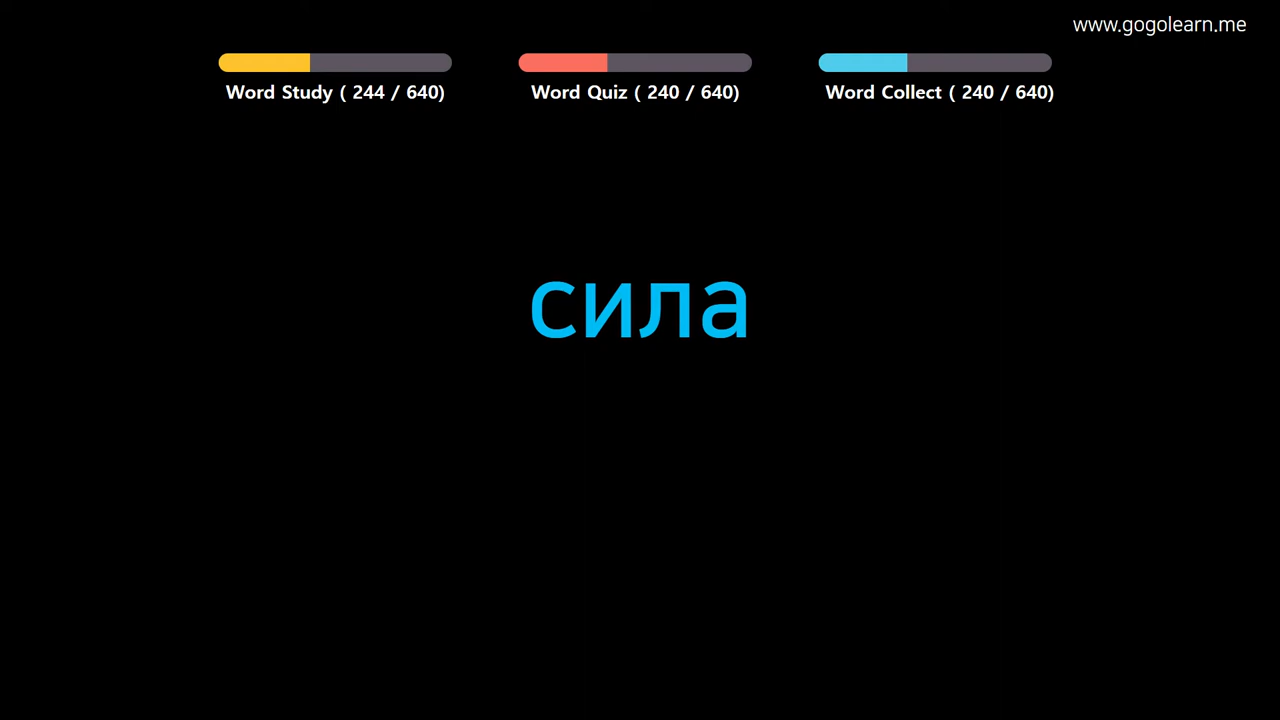 www.gogolearn.me
Word Study ( 244 / 640)
Word Quiz ( 240 / 640)
Word Collect ( 240 / 640)
сила